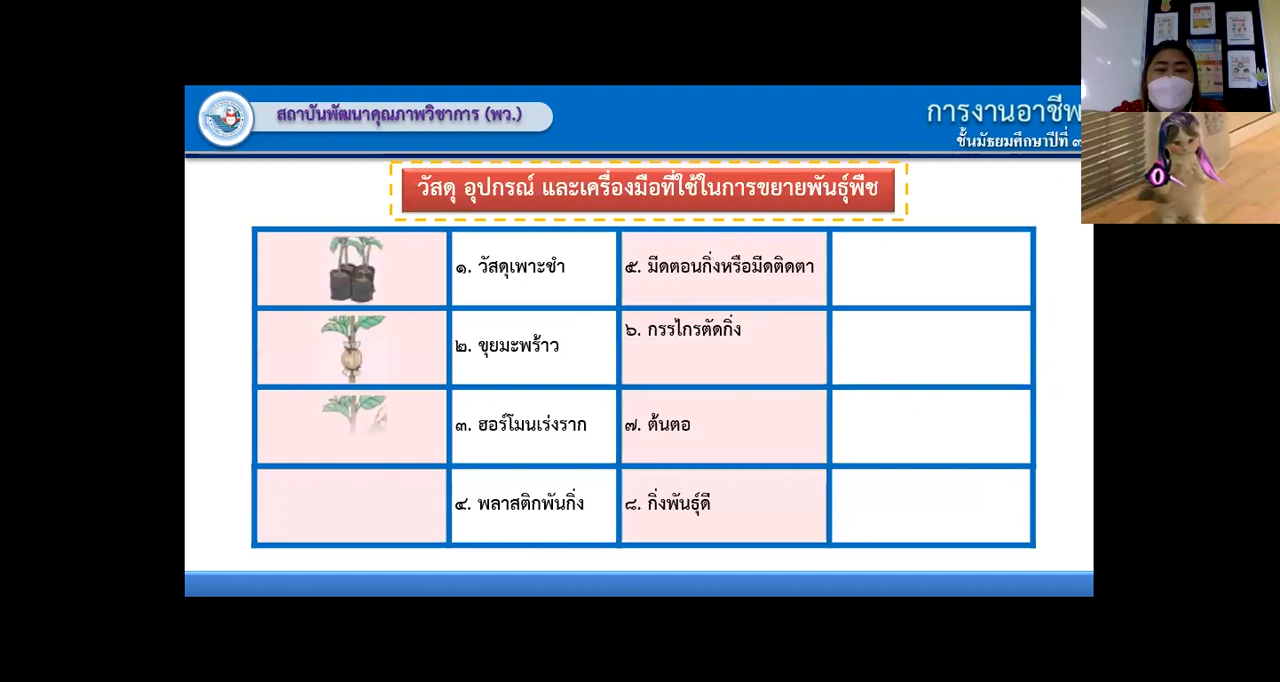 สถาบันพัฒนาคุณภาพวิชาการ (พว.)
การงานอาชีพ
ชั้นมัธยมศึกษาปีที่ ๓
วัสดุ อุปกรณ์ และเครื่องมือที่ใช้ในการขยายพันธุ์พืช
๑. วัสดุเพาะชำ
๕. มีดตอนกิ่งหรือมีดติดตา
๒. ขุยมะพร้าว
๖. กรรไกรตัดกิ่ง
๓. ฮอร์โมนเร่งราก
๗. ต้นตอ
๔. พลาสติกพันกิ่ง
๘. กิ่งพันธุ์ดี